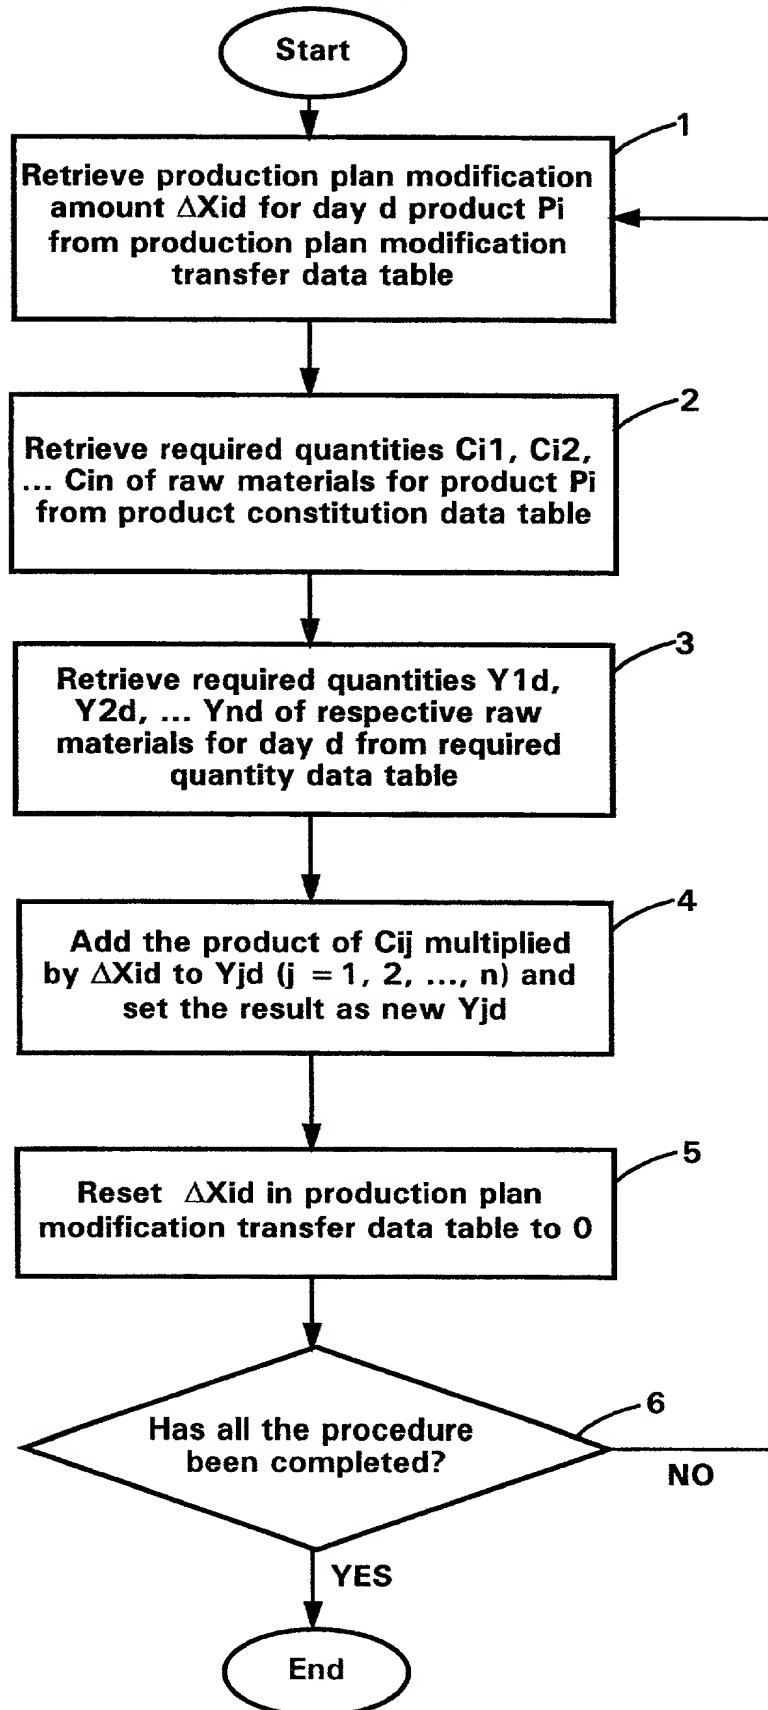 Start
1
Retrieve production plan modification
amount ΔXid for day d product Pi
from production plan modification
transfer data table
2
Retrieve required quantities Ci1, Ci2,
... Cin of raw materials for product Pi
from product constitution data table
3
Retrieve required quantities Y1d,
Y2d, ... Ynd of respective raw
materials for day d from required
quantity data table
4
Add the product of Cij multiplied
by ΔXid to Yjd (j = 1, 2, ..., n) and
set the result as new Yjd
5
Reset ΔXid in production plan
modification transfer data table to 0
6
Has all the procedure
been completed?
NO
YES
End